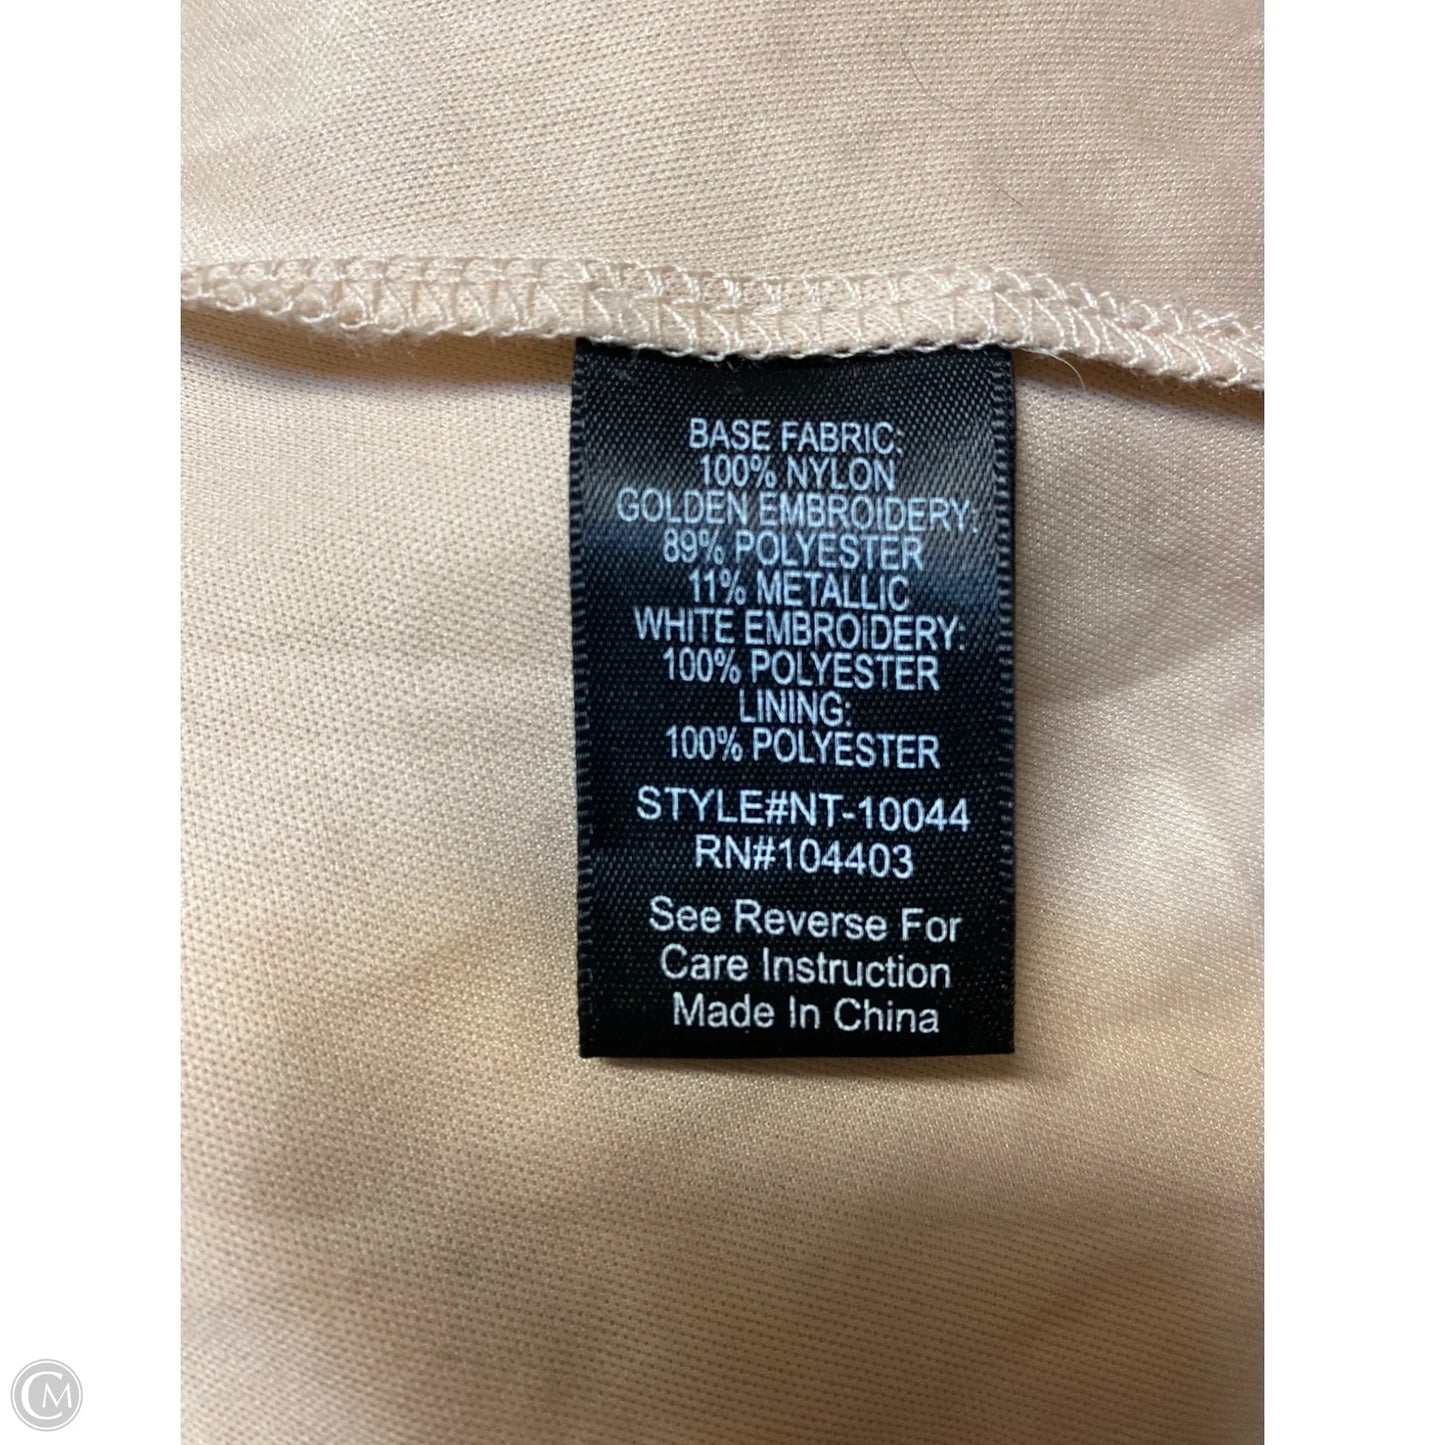 BASE FABRIC:
100% NYLON
GOLDEN EMBROIDERY:
89% POLYESTER
11% METALLIC
WHITE EMBROIDERY:
100% POLYESTER
LINING:
100% POLYESTER
STYLE#NT-10044
RN#104403
See Reverse For
Care Instruction
Made In China
CM